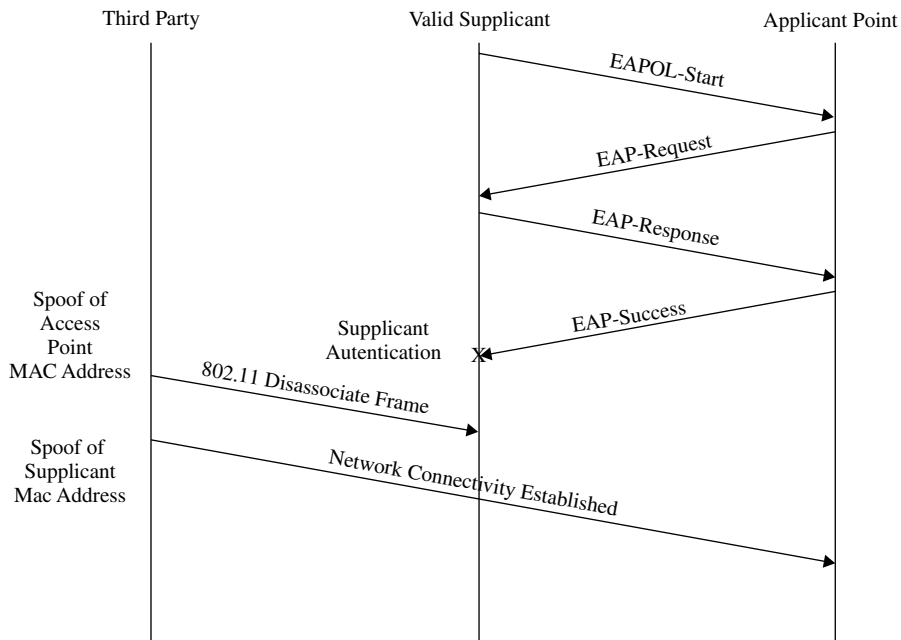 Third Party
Valid Supplicant
Applicant Point
EAPOL-Start
EAP-Request
EAP-Response
EAP-Success
Spoof of
Access
Point
MAC Address
Supplicant
Autentication
X
802.11 Disassociate Frame
Spoof of
Supplicant
Mac Address
Network Connectivity Established